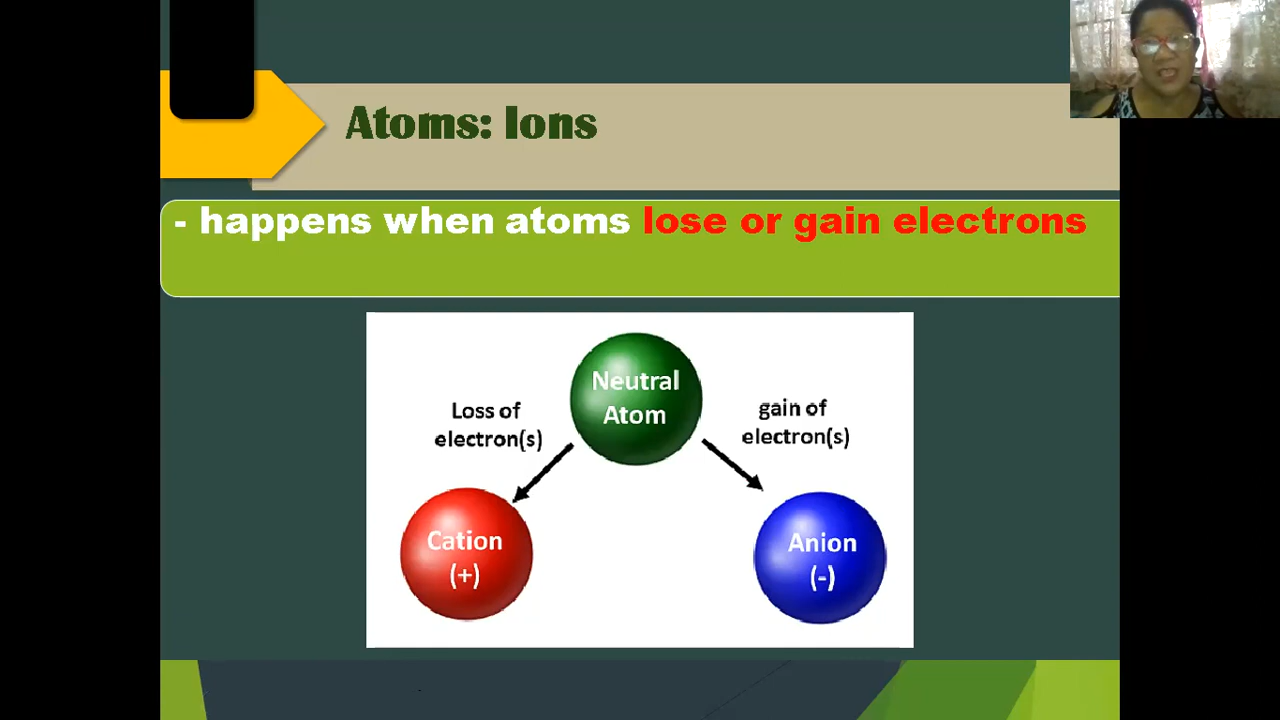 Atoms: Ions
- happens when atoms lose or gain electrons
Neutral
Atom
Loss of
electron(s)
gain of
electron(s)
Cation
(+)
Anion
(-)